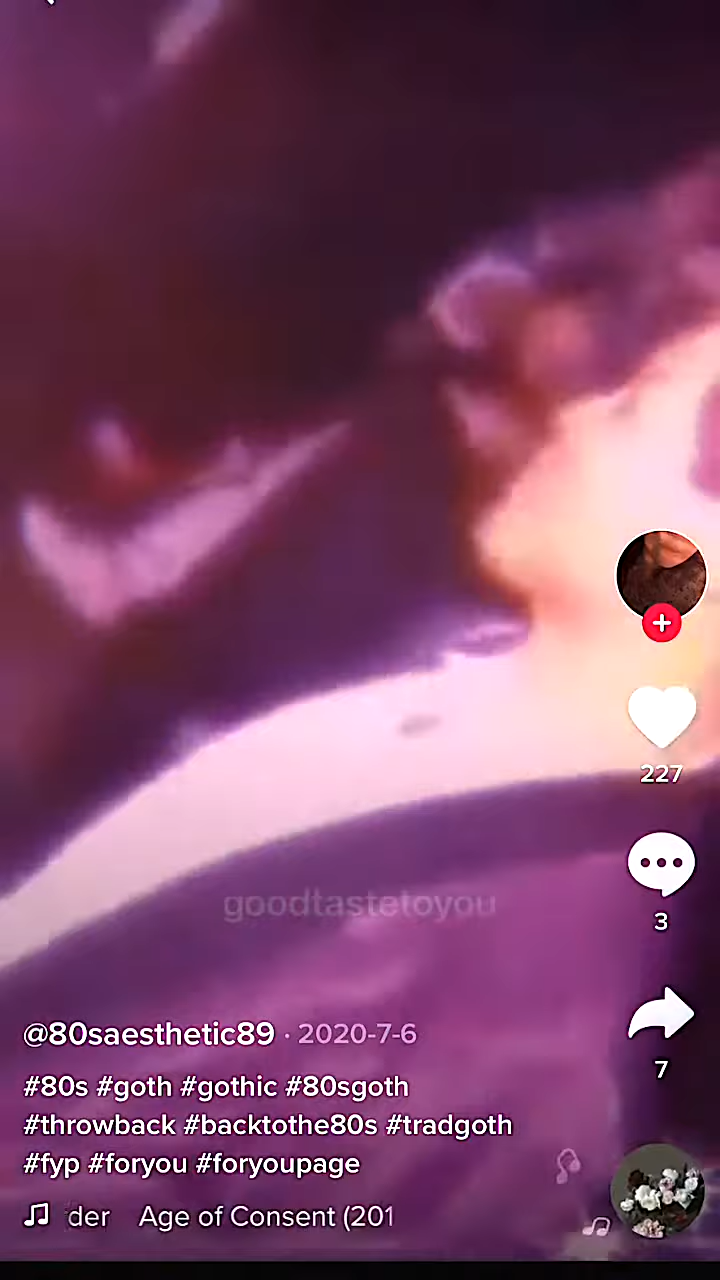 227
3
7
goodtastetoyou
@80saesthetic89 · 2020-7-6
#80s #goth #gothic #80sgoth
#throwback #backtothe80s #tradgoth
#fyp #foryou #foryoupage
der Age of Consent (201